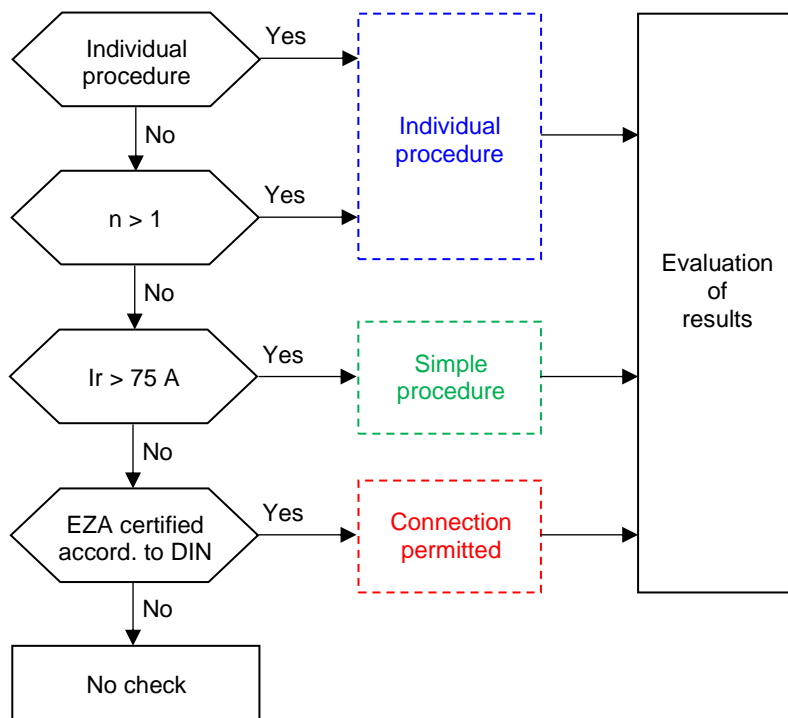 Individual
procedure
Yes
Individual
procedure
No
n > 1
Yes
Evaluation
of
results
No
Ir > 75 A
Yes
Simple
procedure
No
EZA certified
accord. to DIN
Yes
Connection
permitted
No
No check